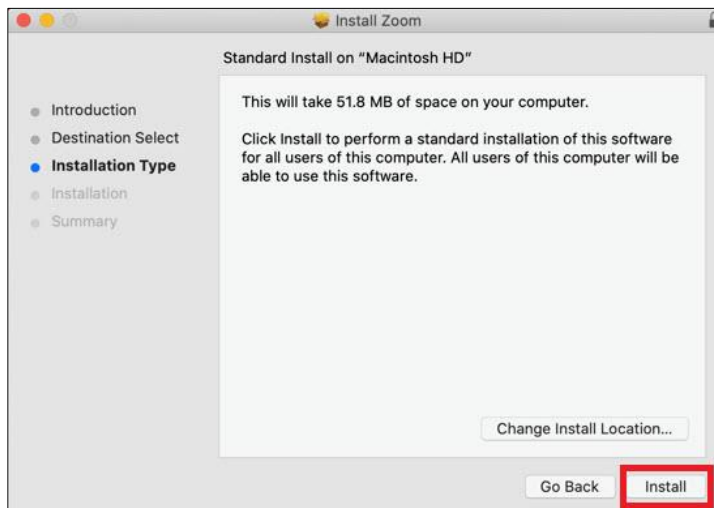 Install Zoom
Standard Install on “Macintosh HD”
Introduction
Destination Select
Installation Type
Installation
Summary
This will take 51.8 MB of space on your computer.
Click Install to perform a standard installation of this software
for all users of this computer. All users of this computer will be
able to use this software.
Change Install Location...
Go Back
Install